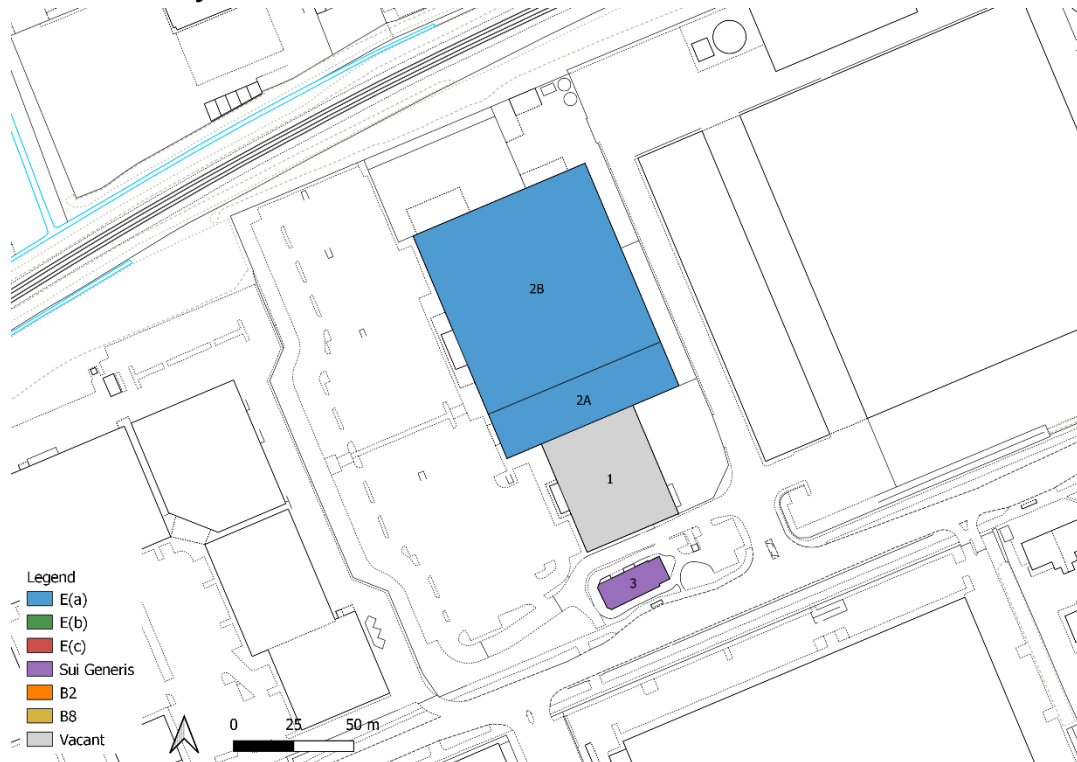 2B
2A
1
3
Legend
E(a)
E(b)
E(c)
Sui Generis
B2
B8
Vacant
0 25 50 m